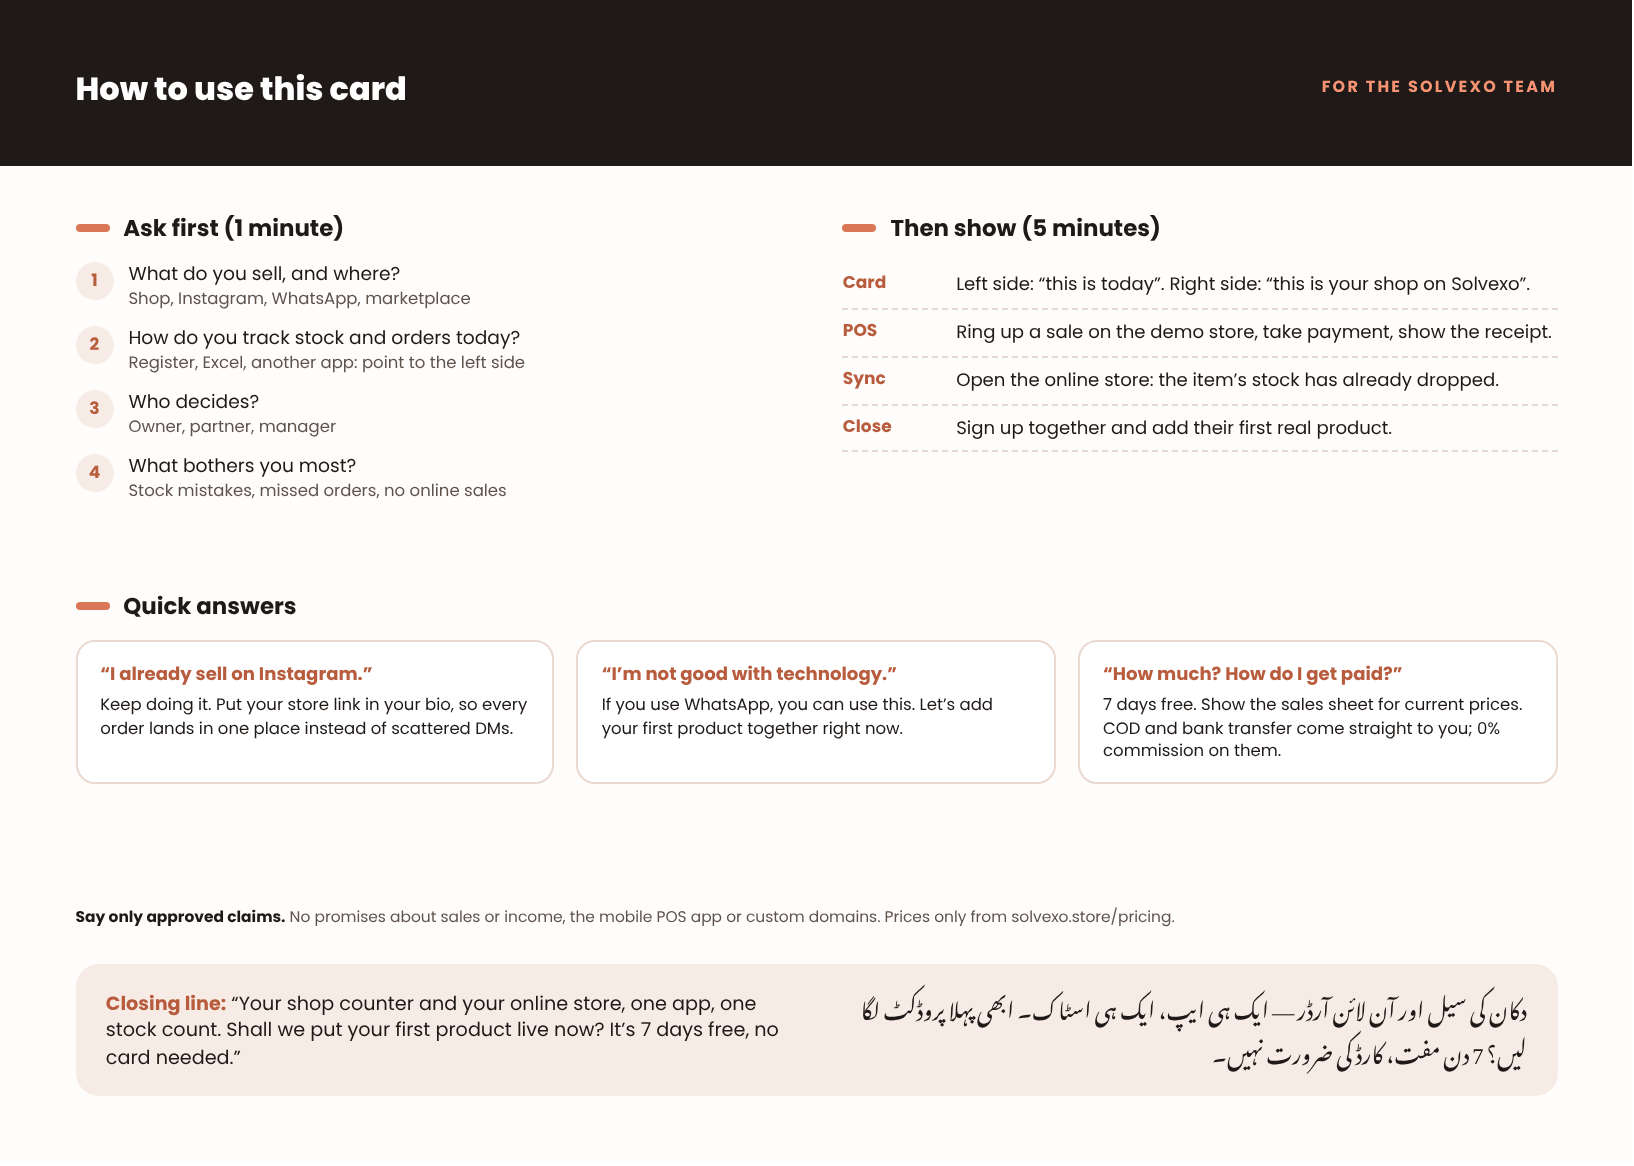 How to use this card
FOR THE SOLVEXO TEAM
Ask first (1 minute)
1
What do you sell, and where?
Shop, Instagram, WhatsApp, marketplace
2
How do you track stock and orders today?
Register, Excel, another app: point to the left side
3
Who decides?
Owner, partner, manager
4
What bothers you most?
Stock mistakes, missed orders, no online sales
Then show (5 minutes)
Card Left side: “this is today”. Right side: “this is your shop on Solvexo”.
POS Ring up a sale on the demo store, take payment, show the receipt.
Sync Open the online store: the item’s stock has already dropped.
Close Sign up together and add their first real product.
Quick answers
“I already sell on Instagram.”
Keep doing it. Put your store link in your bio, so every
order lands in one place instead of scattered DMs.
“I’m not good with technology.”
If you use WhatsApp, you can use this. Let’s add
your first product together right now.
“How much? How do I get paid?”
7 days free. Show the sales sheet for current prices.
COD and bank transfer come straight to you; 0%
commission on them.
Say only approved claims. No promises about sales or income, the mobile POS app or custom domains. Prices only from solvexo.store/pricing.
Closing line: “Your shop counter and your online store, one app, one
stock count. Shall we put your first product live now? It’s 7 days free, no
card needed.”
دکان کی سیل اور آن لائن آرڈر — ایک ہی ایپ، ایک ہی اسٹاک۔ ابھی پہلا پروڈکٹ لگا
لیں؟ 7 دن مفت، کارڈ کی ضرورت نہیں۔